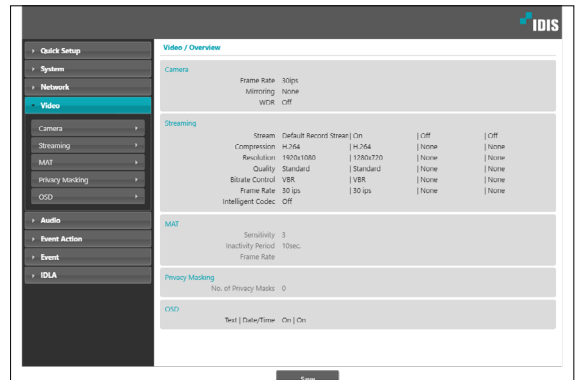 IDIS
Quick Setup
System
Network
Video
Camera
Streaming
MAT
Privacy Masking
OSD
Audio
Event Action
Event
IDLA
Video / Overview
Camera
Frame Rate 30ips
Mirroring None
WDR Off
Streaming
Stream Default Record Strear | On | Off | Off
Compression H.264 | H.264 | None | None
Resolution 1920x1080 | 1280x720 | None | None
Quality Standard | Standard | None | None
Bitrate Control VBR | VBR | None | None
Frame Rate 30 ips | 30 ips | None | None
Intelligent Codec Off
MAT
Sensitivity 3
Inactivity Period 10sec.
Frame Rate
Privacy Masking
No. of Privacy Masks 0
OSD
Text | Date/Time On | On
Save